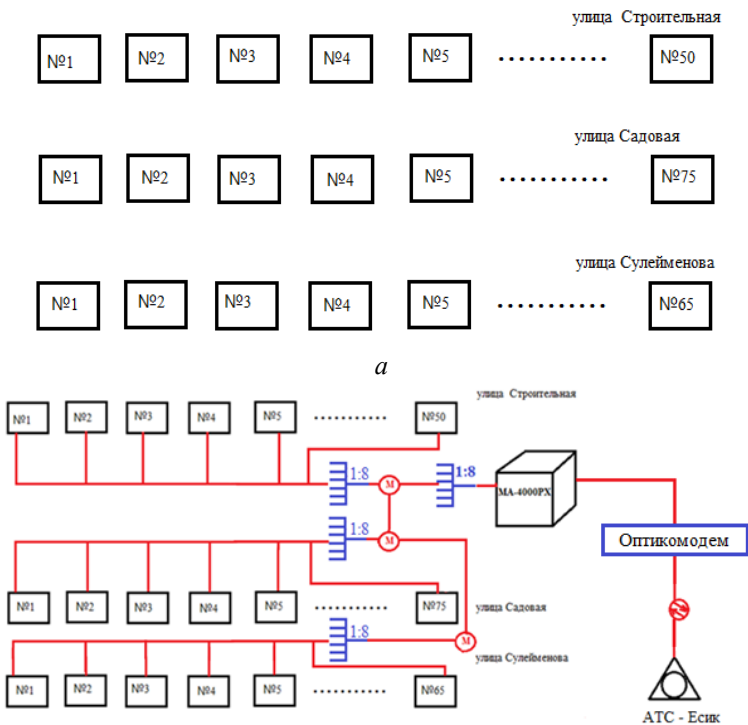 улица Строительная
№1 №2 №3 №4 №5 ........... №50
улица Садовая
№1 №2 №3 №4 №5 ........... №75
улица Сулейменова
№1 №2 №3 №4 №5 ........... №65
а
улица Строительная
№1 №2 №3 №4 №5 ........... №50
1:8 М 1:8 МА-4000РХ
1:8 М Оптикомодем
№1 №2 №3 №4 №5 ........... №75 улица Садовая
1:8 М
улица Сулейменова
№1 №2 №3 №4 №5 ........... №65
АТС - Есик